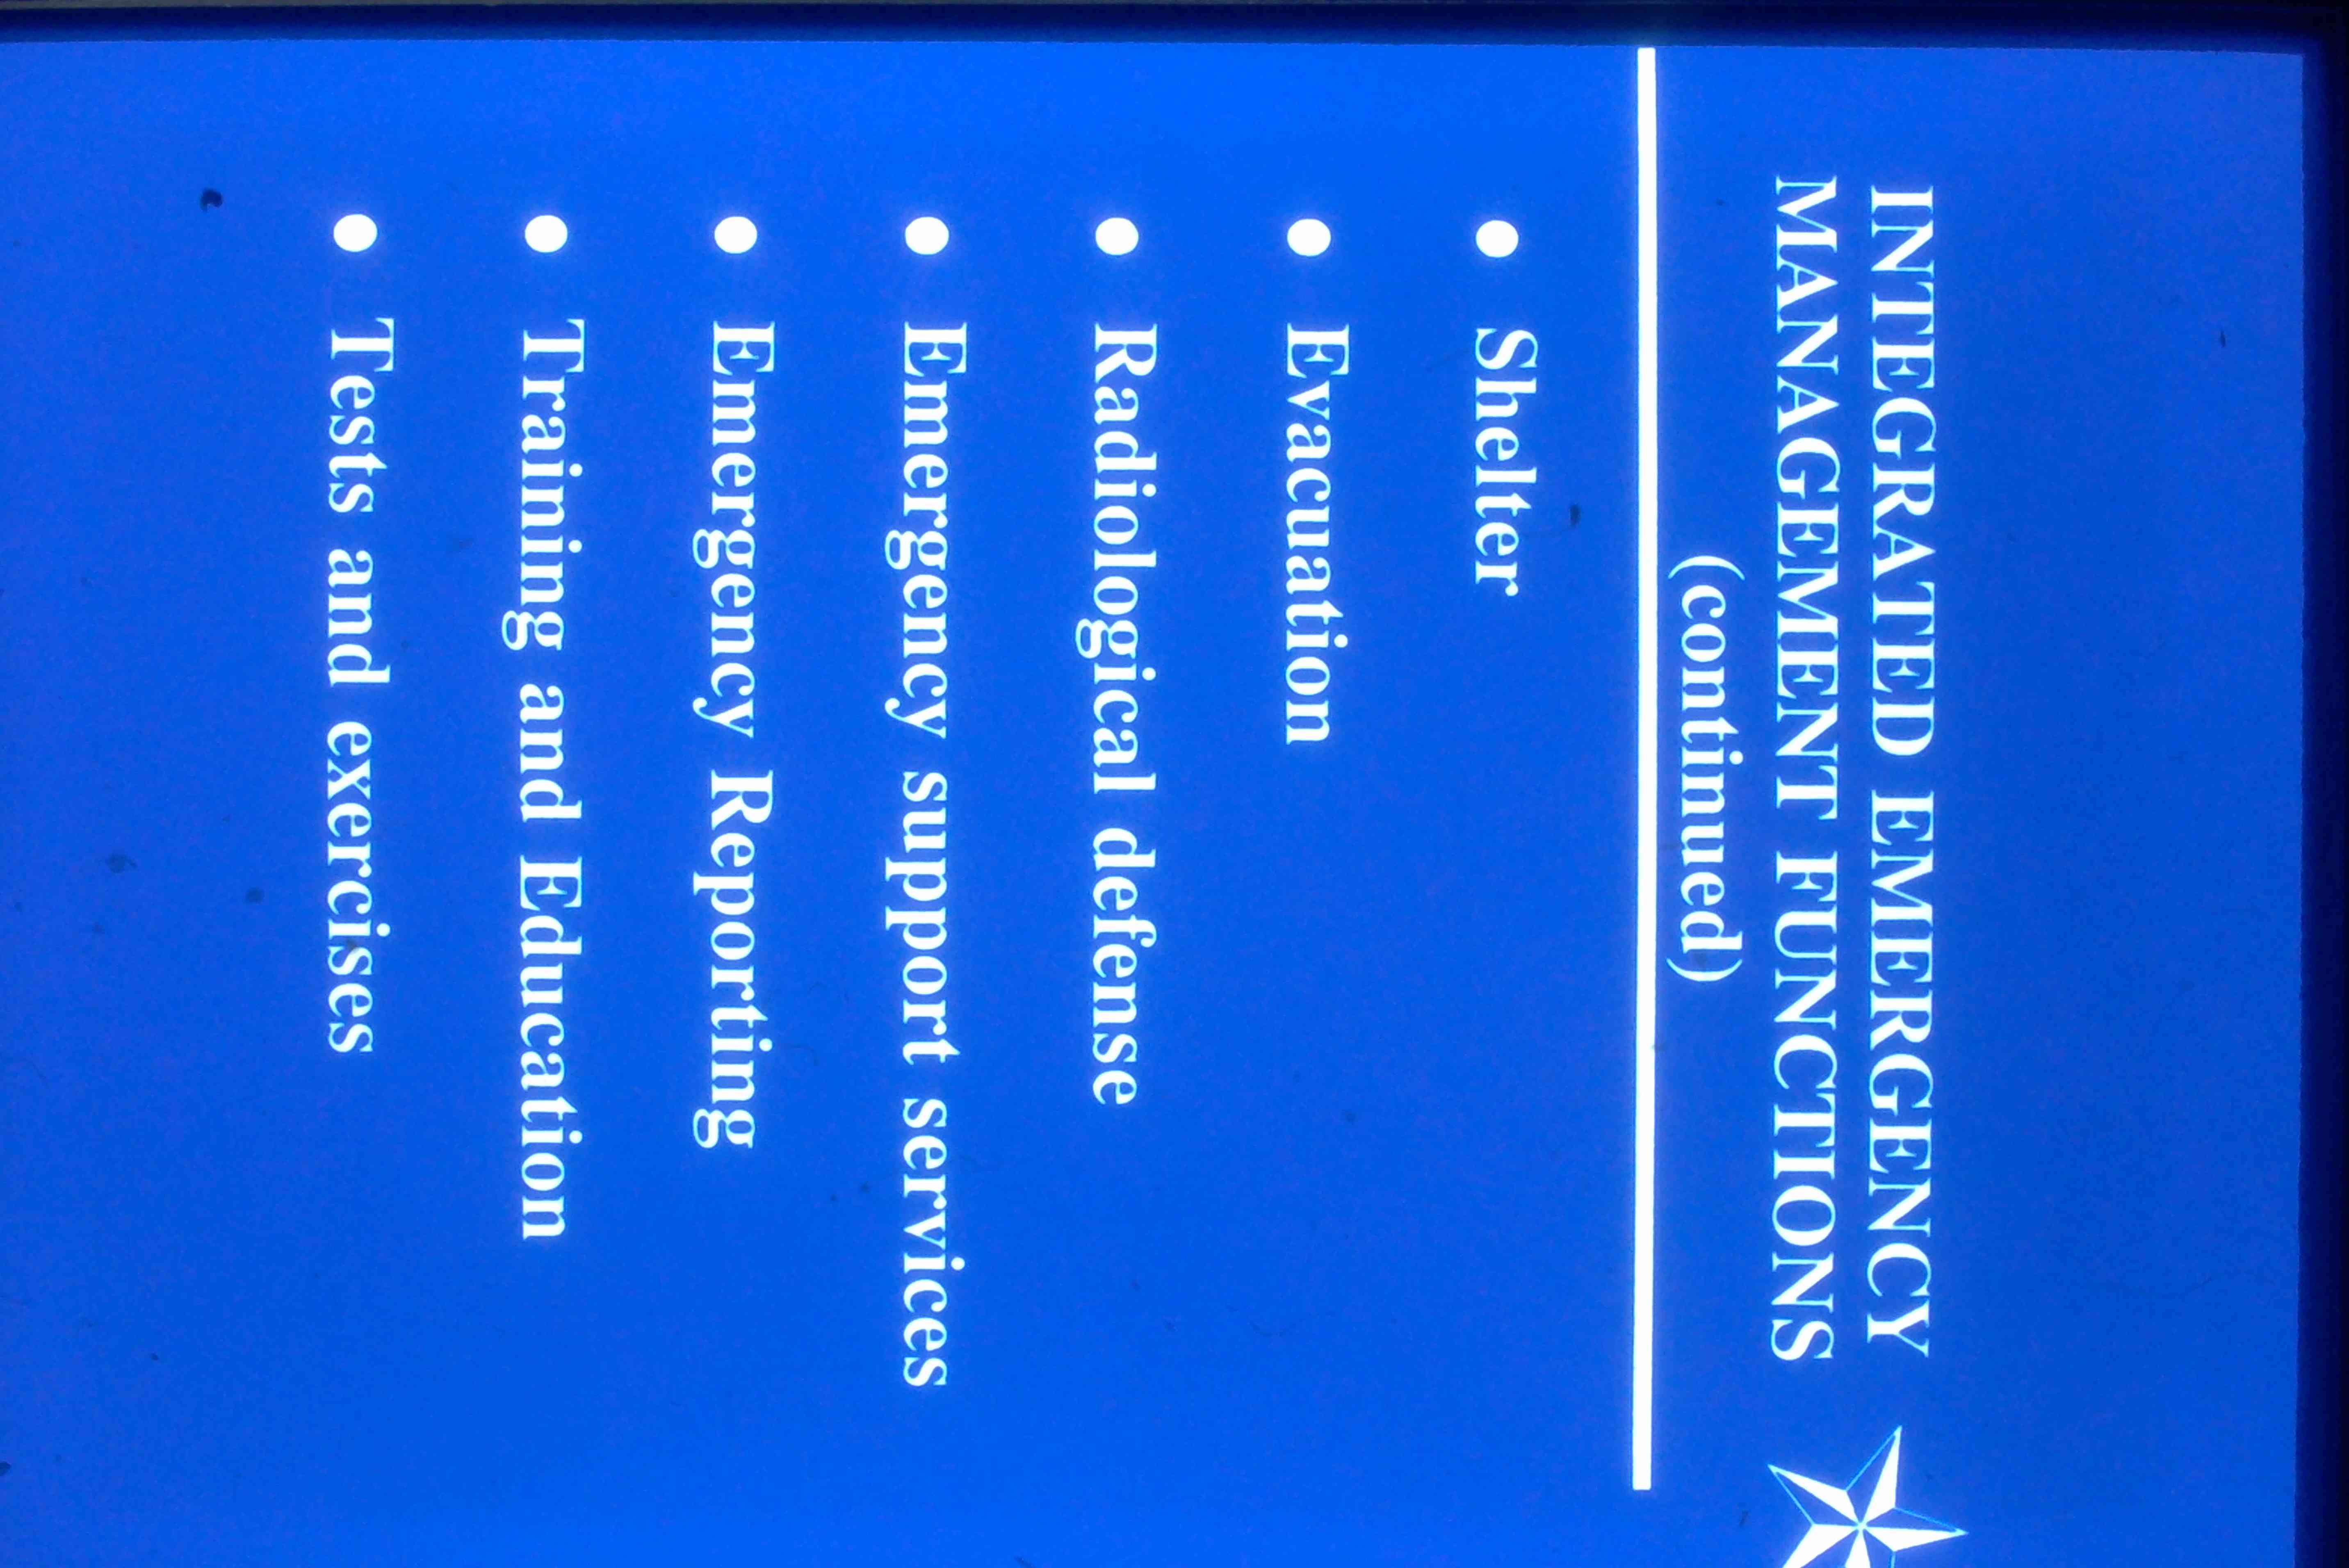 INTEGRATED EMERGENCY
MANAGEMENT FUNCTIONS
(continued)
• Shelter
• Evacuation
• Radiological defense
• Emergency support services
• Emergency Reporting
• Training and Education
• Tests and exercises